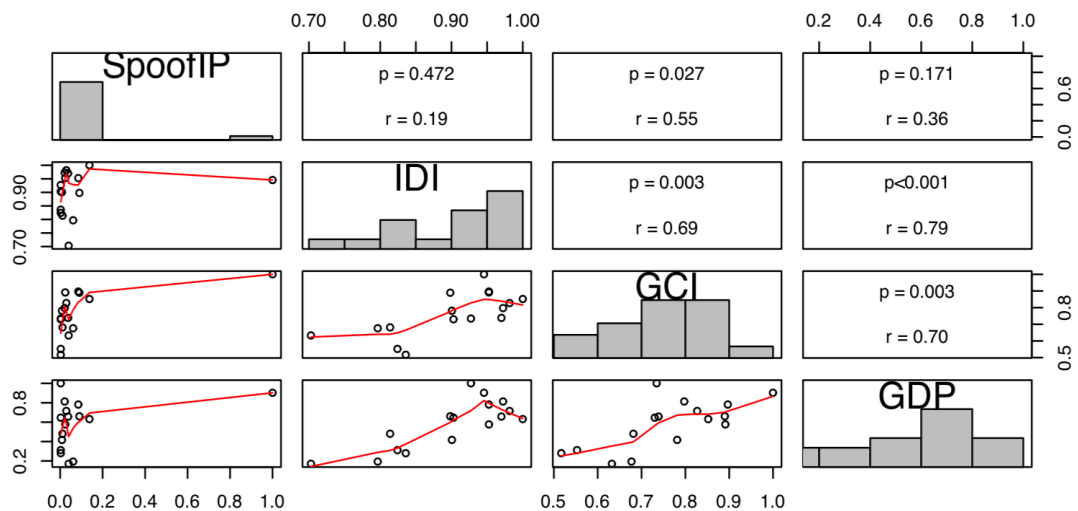 0.70 0.80 0.90 1.00
0.2 0.4 0.6 0.8 1.0
SpoofIP
p = 0.472
r = 0.19
p = 0.027
r = 0.55
p = 0.171
r = 0.36
0.0 0.6
0.70 0.90
IDI
p = 0.003
r = 0.69
p<0.001
r = 0.79
GCI
p = 0.003
r = 0.70
0.5 0.8
0.2 0.8
GDP
0.0 0.2 0.4 0.6 0.8 1.0
0.5 0.6 0.7 0.8 0.9 1.0